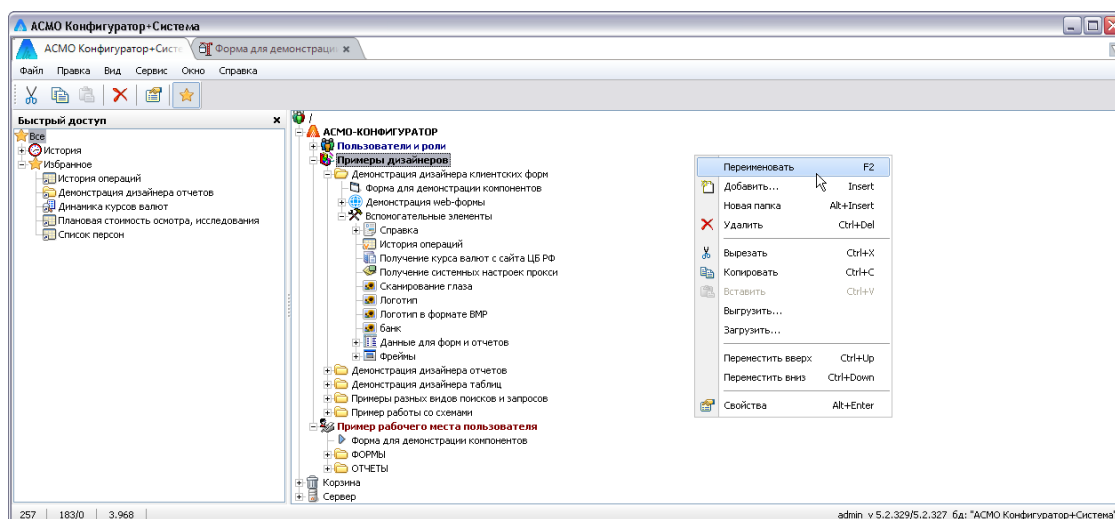 АСМО Конфигуратор+Система
АСМО Конфигуратор+Систе
Форма для демонстраци
Файл Правка Вид Сервис Окно Справка
Быстрый доступ
Все
История
Избранное
История операций
Демонстрация дизайнера отчетов
Динамика курсов валют
Плановая стоимость осмотра, исследования
Список персон
/
АСМО-КОНФИГУРАТОР
Пользователи и роли
Примеры дизайнеров
Демонстрация дизайнера клиентских форм
Форма для демонстрации компонентов
Демонстрация web-формы
Вспомогательные элементы
Справка
История операций
Получение курса валют с сайта ЦБ РФ
Получение системных настроек прокси
Сканирование глаза
Логотип
Логотип в формате BMP
банк
Данные для форм и отчетов
Фреймы
Демонстрация дизайнера отчетов
Демонстрация дизайнера таблиц
Примеры разных видов поисков и запросов
Пример работы со схемами
Пример рабочего места пользователя
Форма для демонстрации компонентов
ФОРМЫ
ОТЧЕТЫ
Корзина
Сервер
Переименовать F2
Добавить... Insert
Новая папка Alt+Insert
Удалить Ctrl+Del
Вырезать Ctrl+X
Копировать Ctrl+C
Вставить Ctrl+V
Выгрузить...
Загрузить...
Переместить вверх Ctrl+Up
Переместить вниз Ctrl+Down
Свойства Alt+Enter
257 183/0 3.968 admin v 5.2.329/5.2.327 бд: "АСМО Конфигуратор+Система"